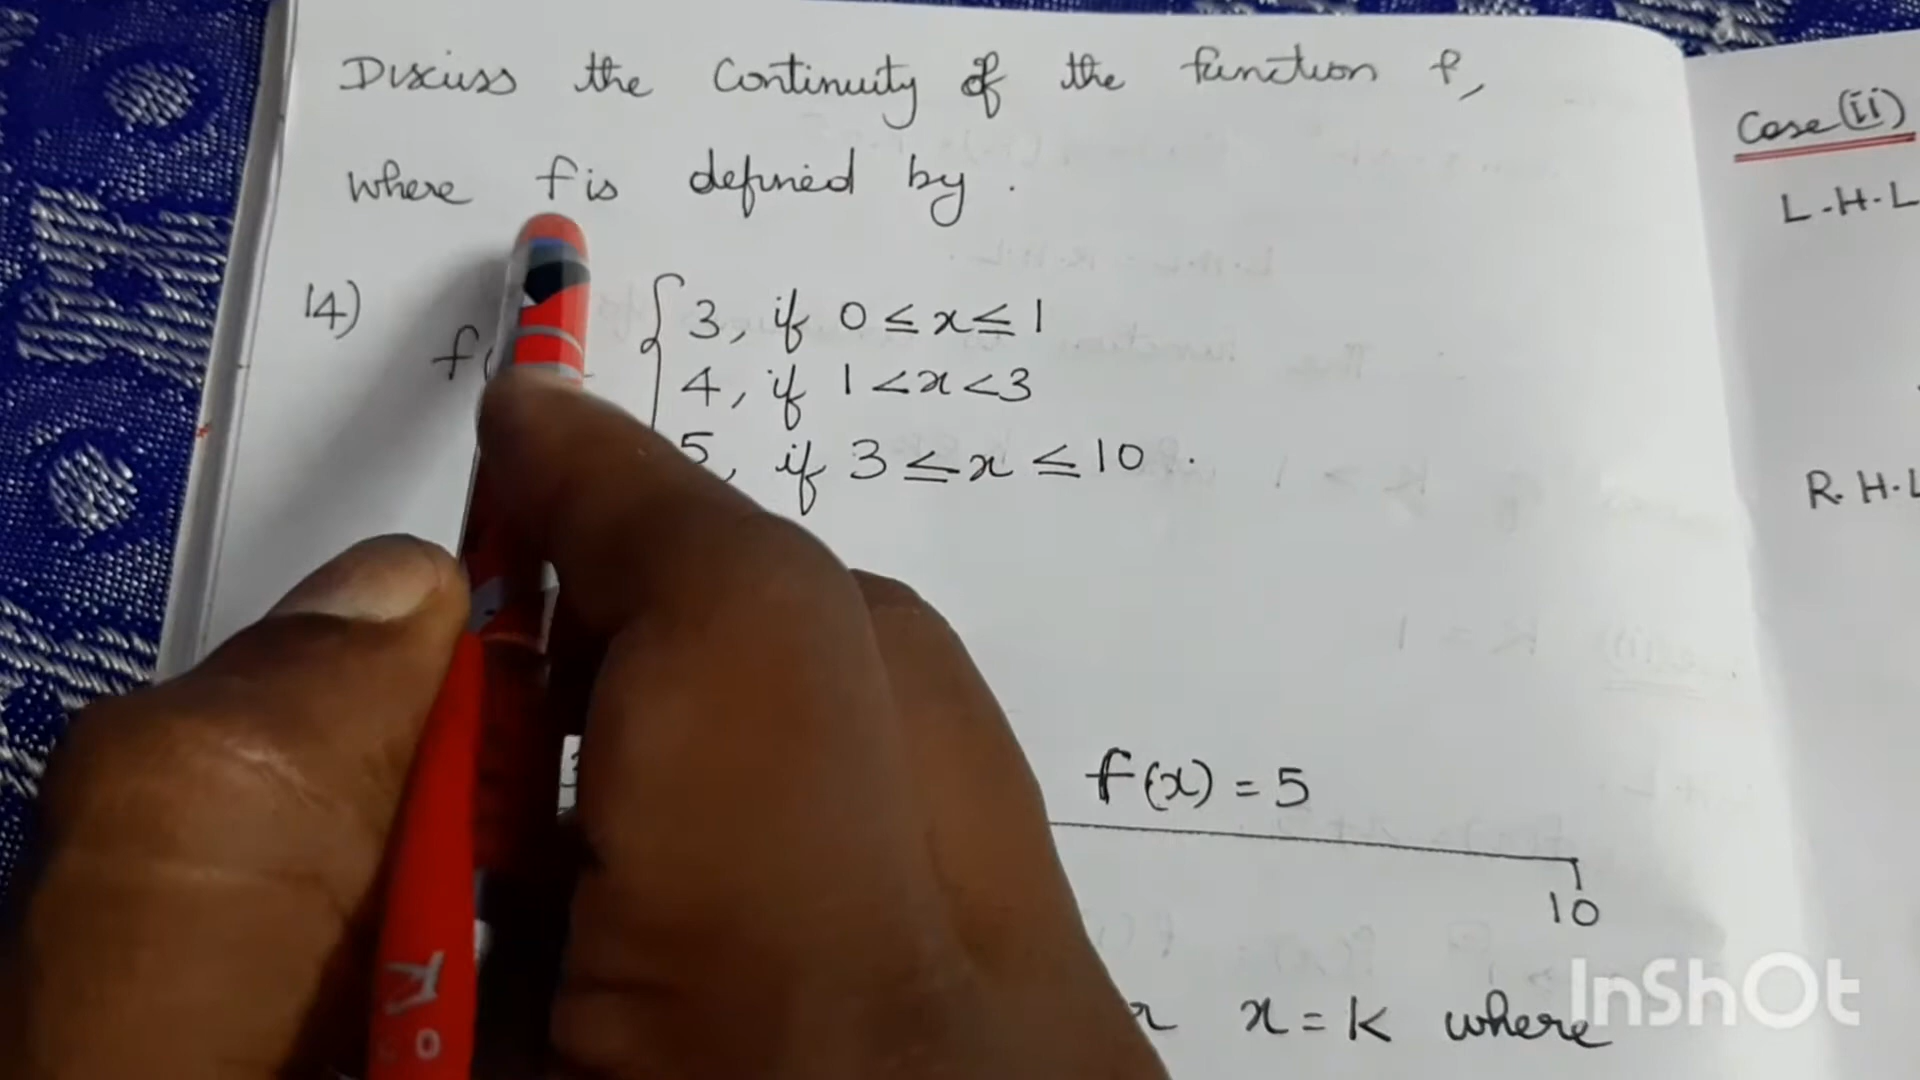 Discuss the Continuity of the function f,
where f is defined by.
14)
3, if 0 ≤ x ≤ 1
4, if 1 < x < 3
5, if 3 ≤ x ≤ 10.
f(x) = 5
10
x = k where
Case (ii)
L.H.L
R.H.L
InShOt